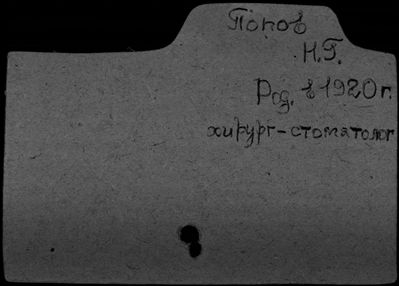 Попов
Н.Г.
Род. в 1920 г.
хирург-стоматолог